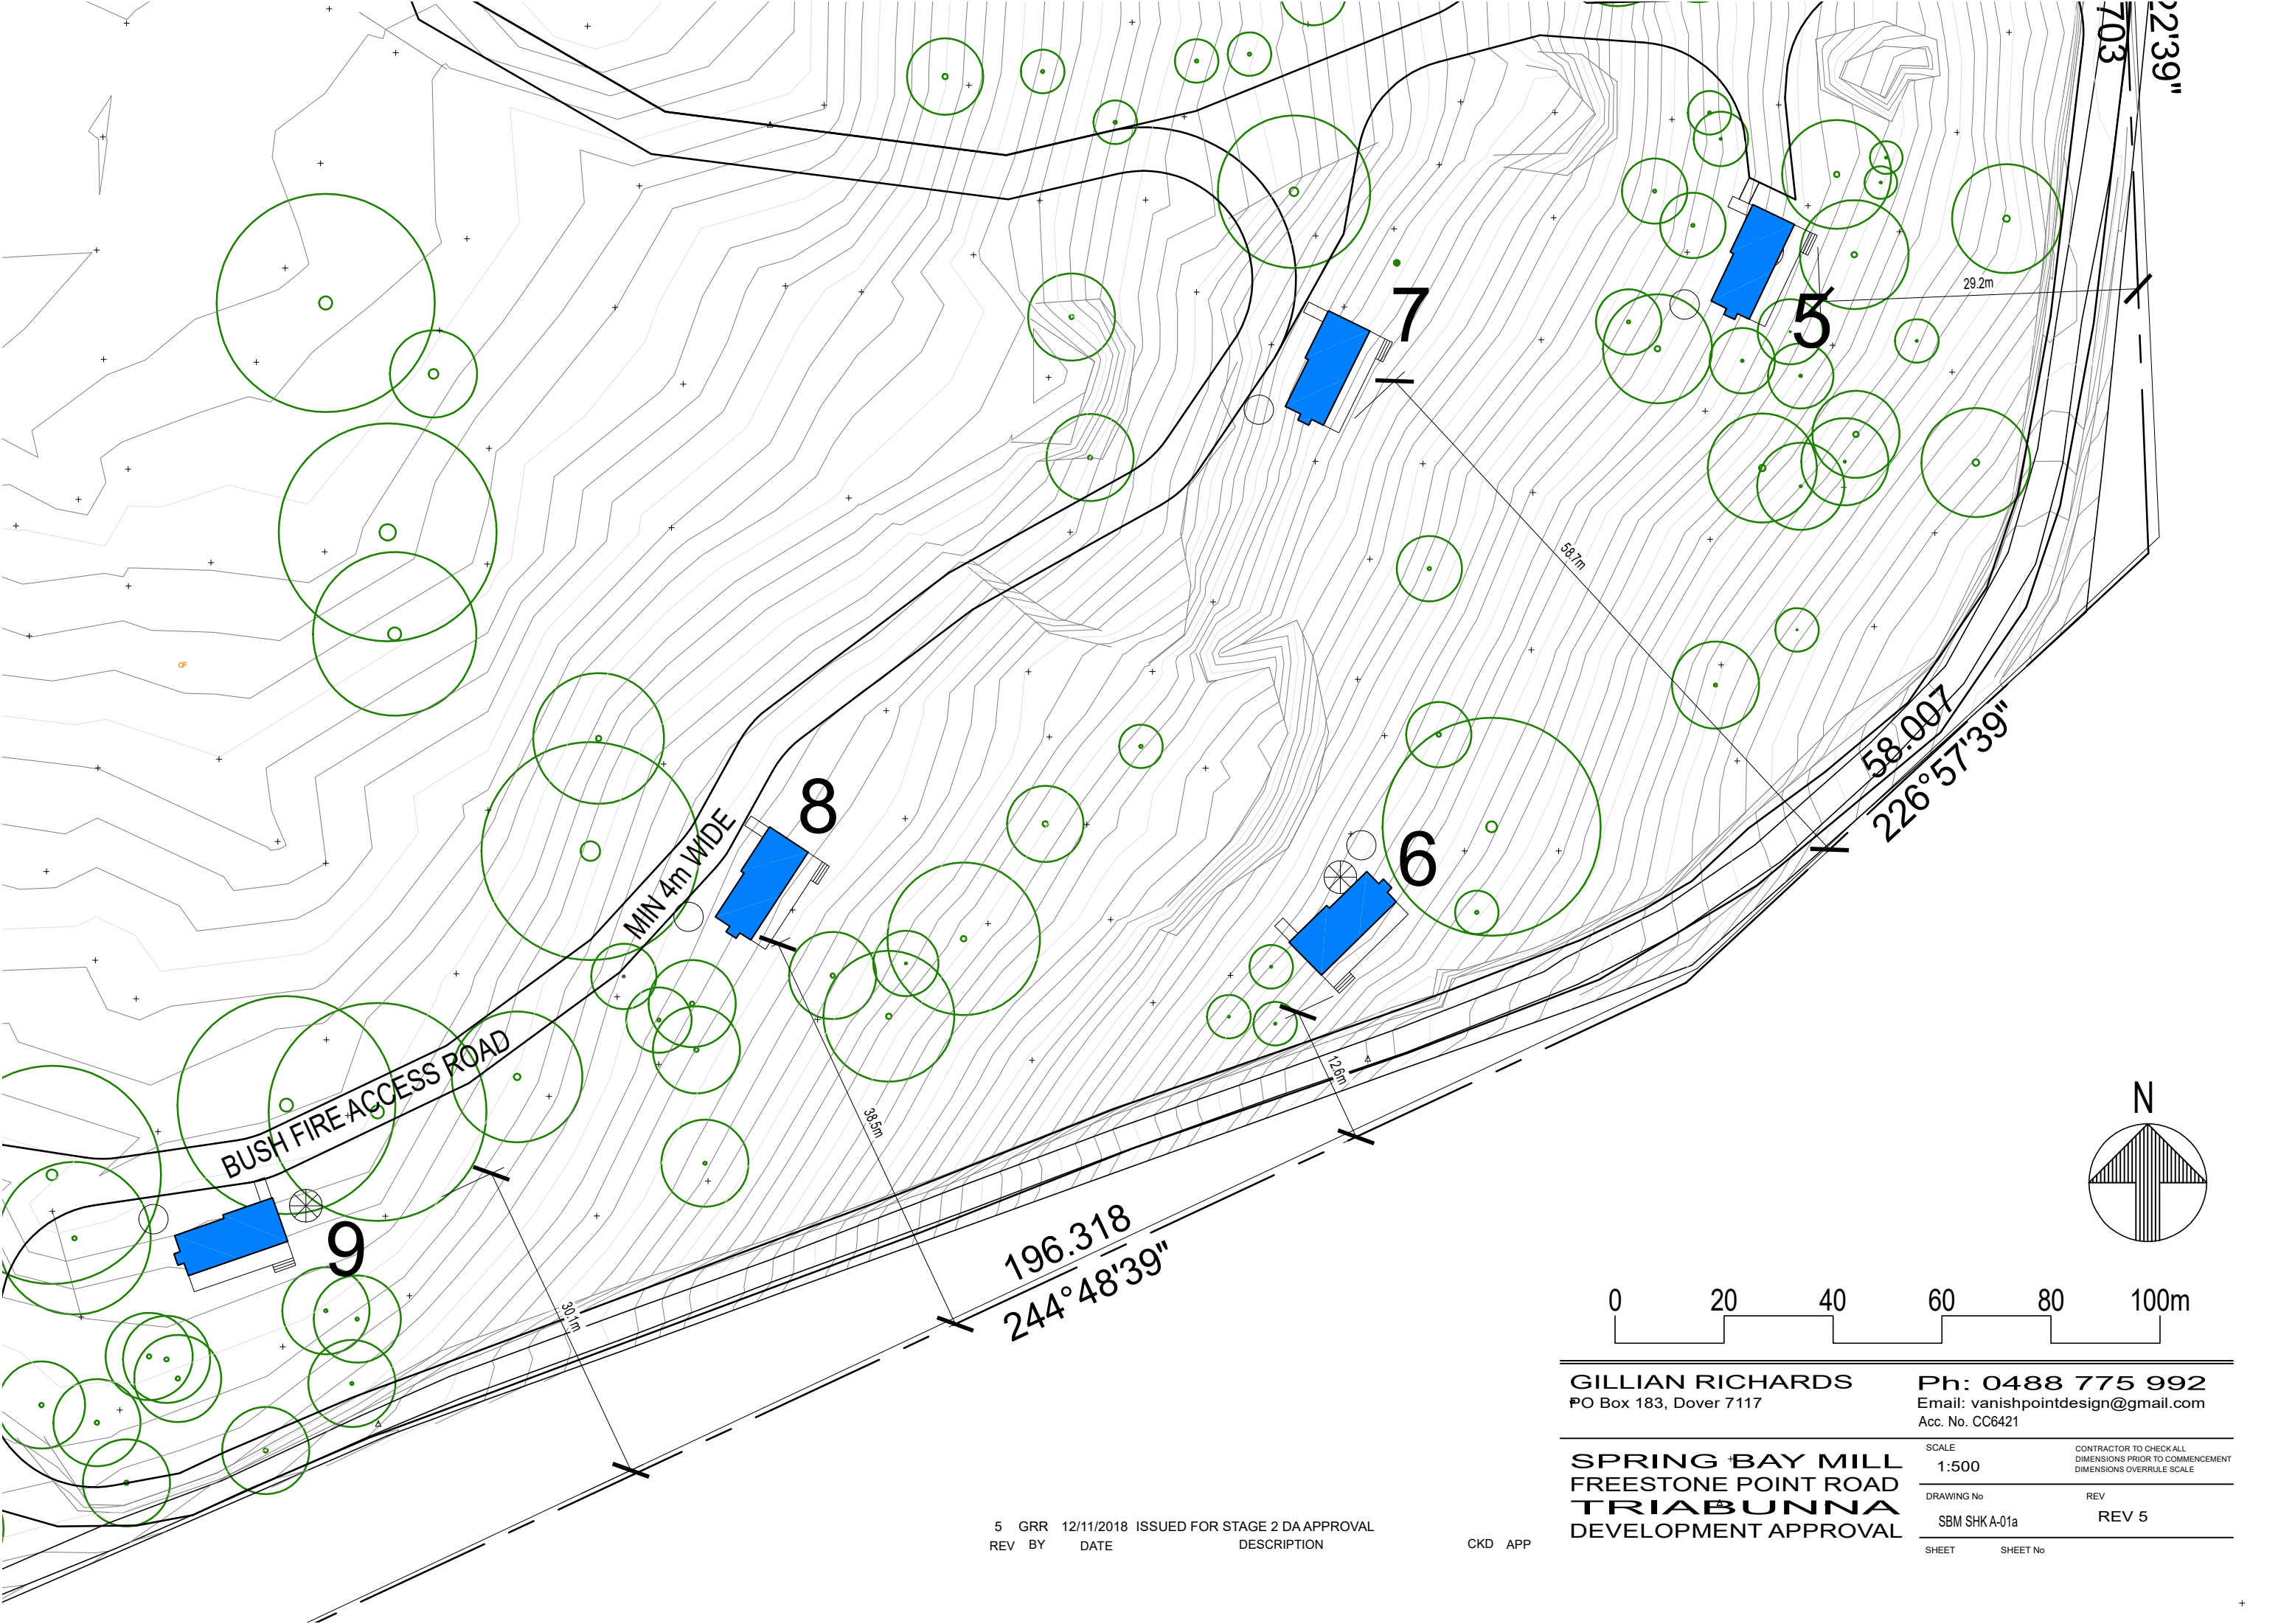 703
22'39"
7
5
29.2m
58.7m
58.007
226°57'39"
8
MIN 4m WIDE
6
BUSH FIRE ACCESS ROAD
12.6m
38.5m
9
30.1m
196.318
244°48'39"
N
0 20 40 60 80 100m
GILLIAN RICHARDS
PO Box 183, Dover 7117
Ph: 0488 775 992
Email: vanishpointdesign@gmail.com
Acc. No. CC6421
SPRING BAY MILL
FREESTONE POINT ROAD
TRIABUNNA
DEVELOPMENT APPROVAL
SCALE
1:500
CONTRACTOR TO CHECK ALL
DIMENSIONS PRIOR TO COMMENCEMENT
DIMENSIONS OVERRULE SCALE
DRAWING No
SBM SHK A-01a
REV
REV 5
SHEET SHEET No
5 GRR 12/11/2018 ISSUED FOR STAGE 2 DA APPROVAL
REV BY DATE DESCRIPTION CKD APP